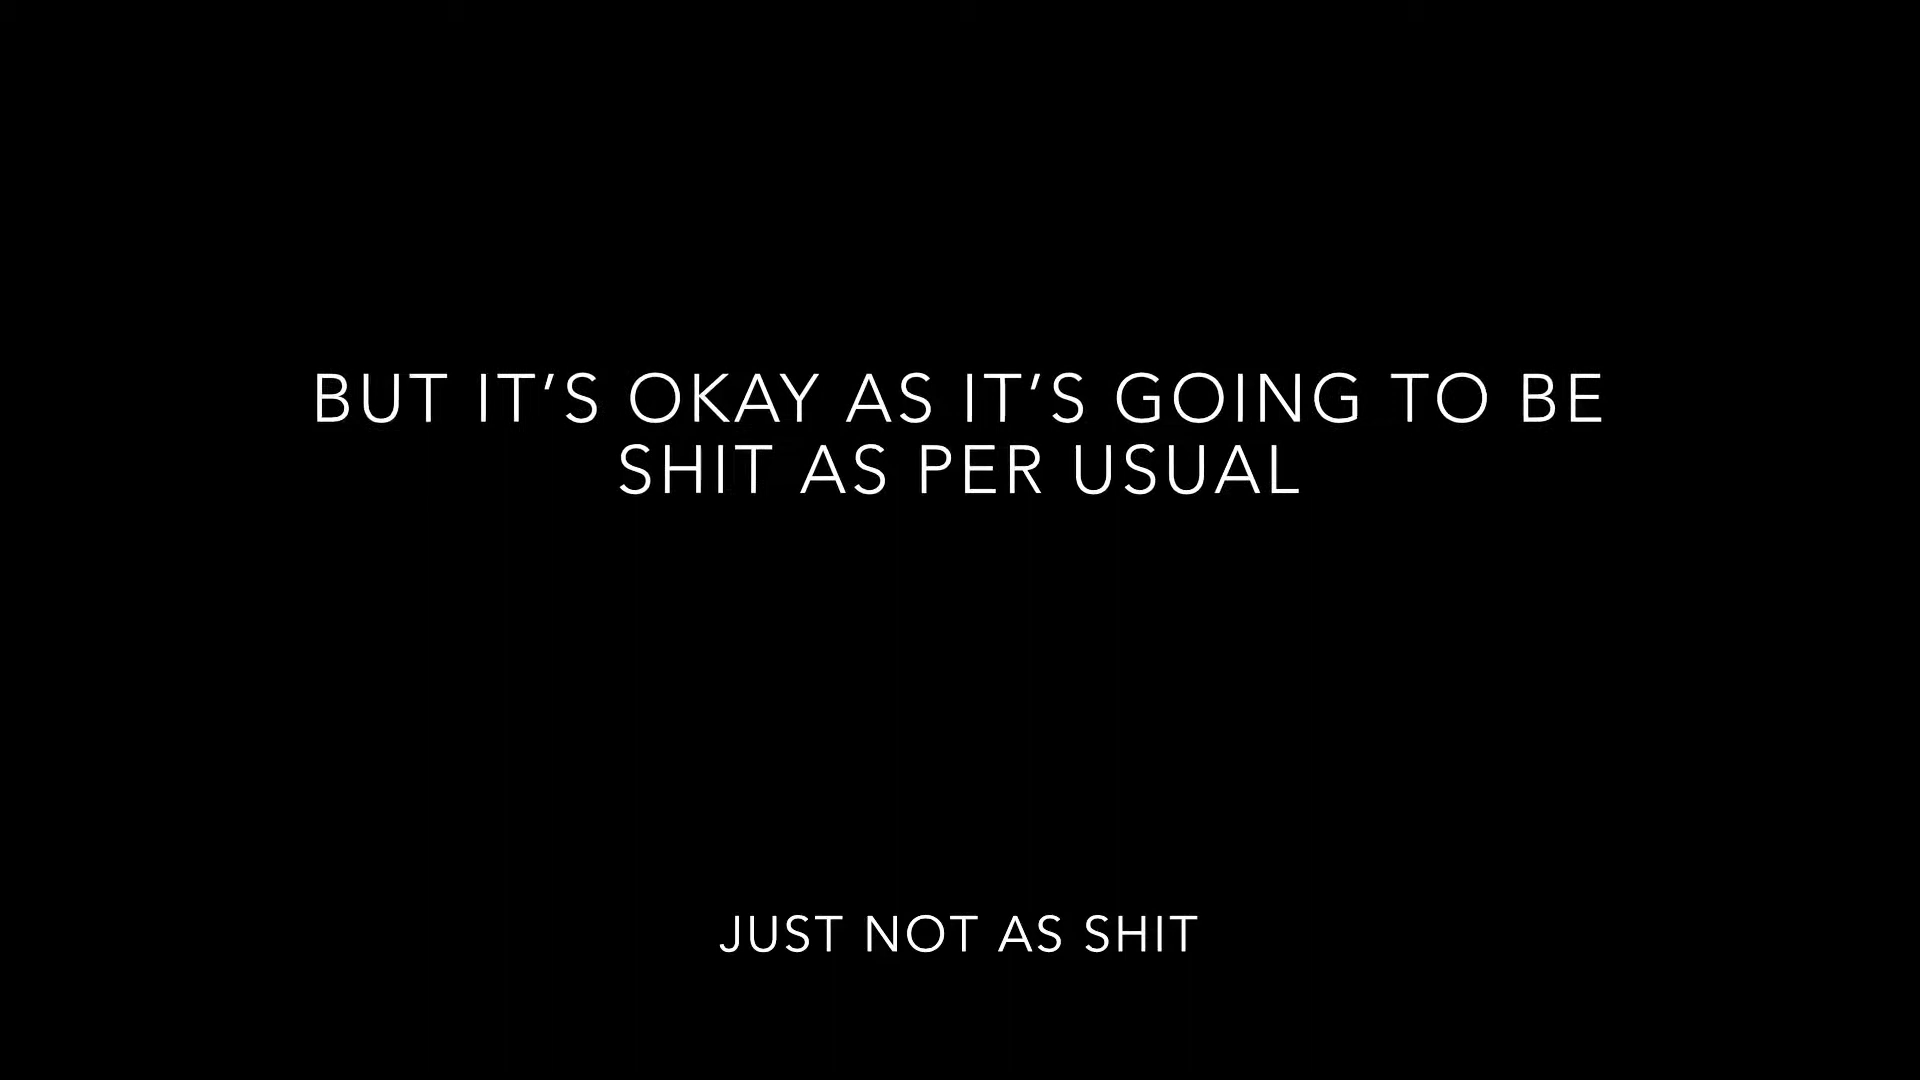 BUT IT’S OKAY AS IT’S GOING TO BE
SHIT AS PER USUAL
JUST NOT AS SHIT